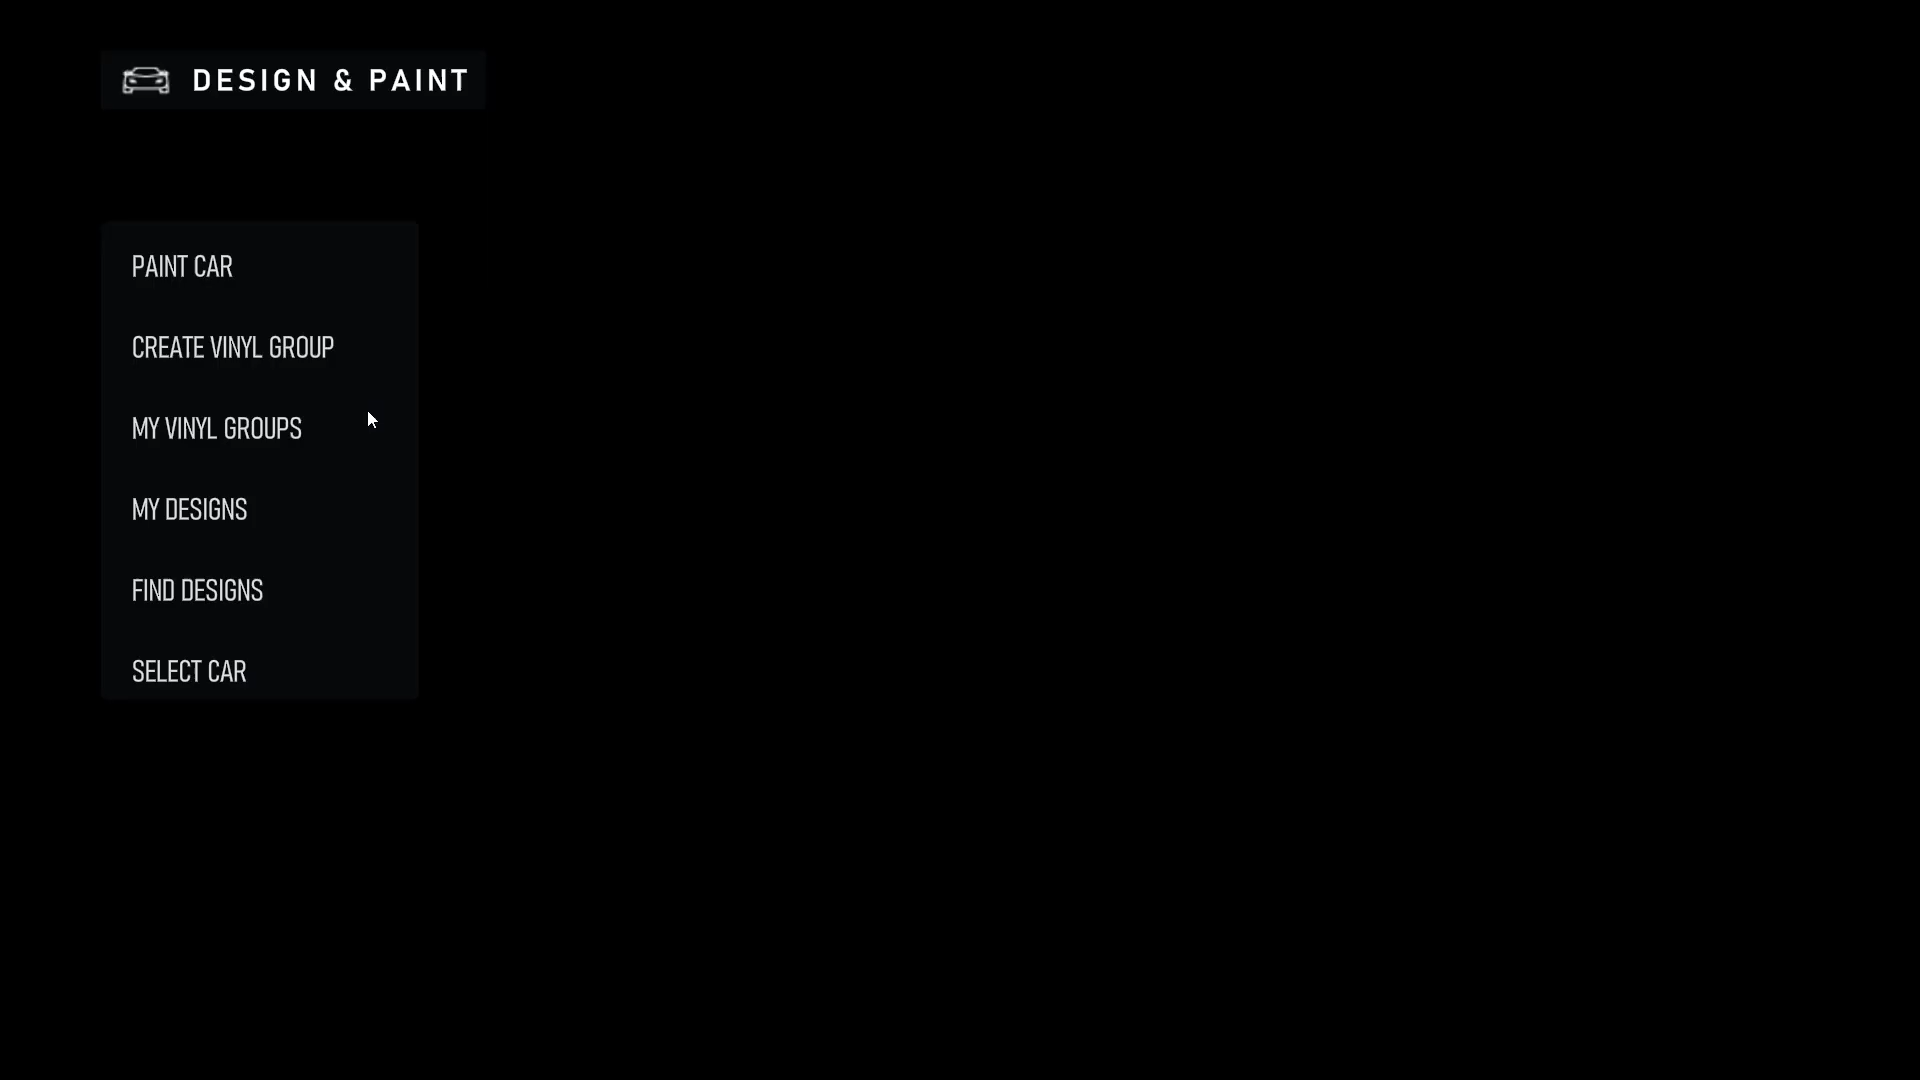 DESIGN & PAINT
PAINT CAR
CREATE VINYL GROUP
MY VINYL GROUPS
MY DESIGNS
FIND DESIGNS
SELECT CAR